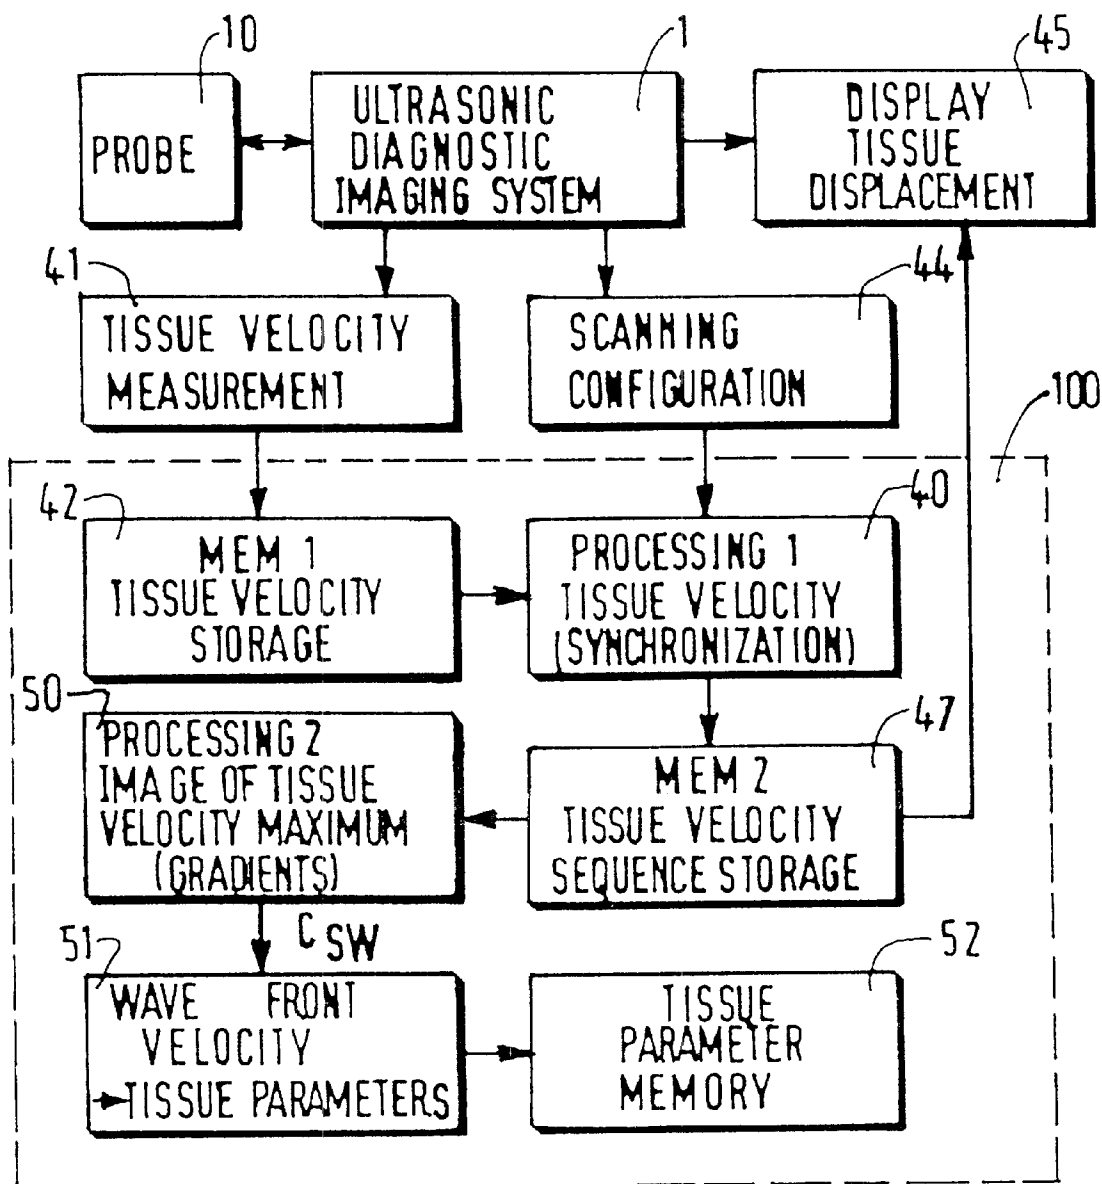 10
1
45
PROBE
ULTRASONIC
DIAGNOSTIC
IMAGING SYSTEM
DISPLAY
TISSUE
DISPLACEMENT
41
44
TISSUE VELOCITY
MEASUREMENT
SCANNING
CONFIGURATION
100
42
40
MEM 1
TISSUE VELOCITY
STORAGE
PROCESSING 1
TISSUE VELOCITY
(SYNCHRONIZATION)
50
47
PROCESSING 2
IMAGE OF TISSUE
VELOCITY MAXIMUM
(GRADIENTS)
MEM 2
TISSUE VELOCITY
SEQUENCE STORAGE
C SW
51
52
WAVE FRONT
VELOCITY
→TISSUE PARAMETERS
TISSUE
PARAMETER
MEMORY